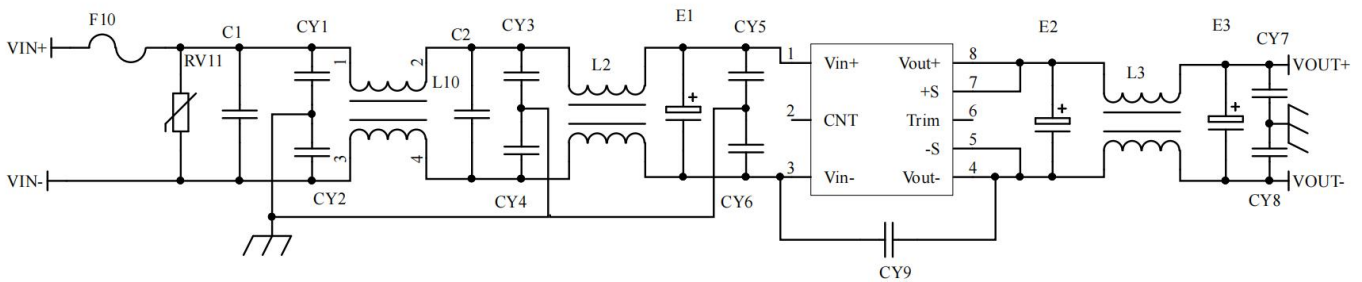 F10
VIN+
RV11
C1
CY1
1
2
L10
C2
CY3
L2
E1
CY5
1
Vin+
Vout+
8
+S
7
2
CNT
Trim
6
-S
5
3
Vin-
Vout-
4
E2
+
+
L3
E3
+
CY7
VOUT+
VIN-
3
4
CY2
CY4
CY6
CY9
CY8
VOUT-